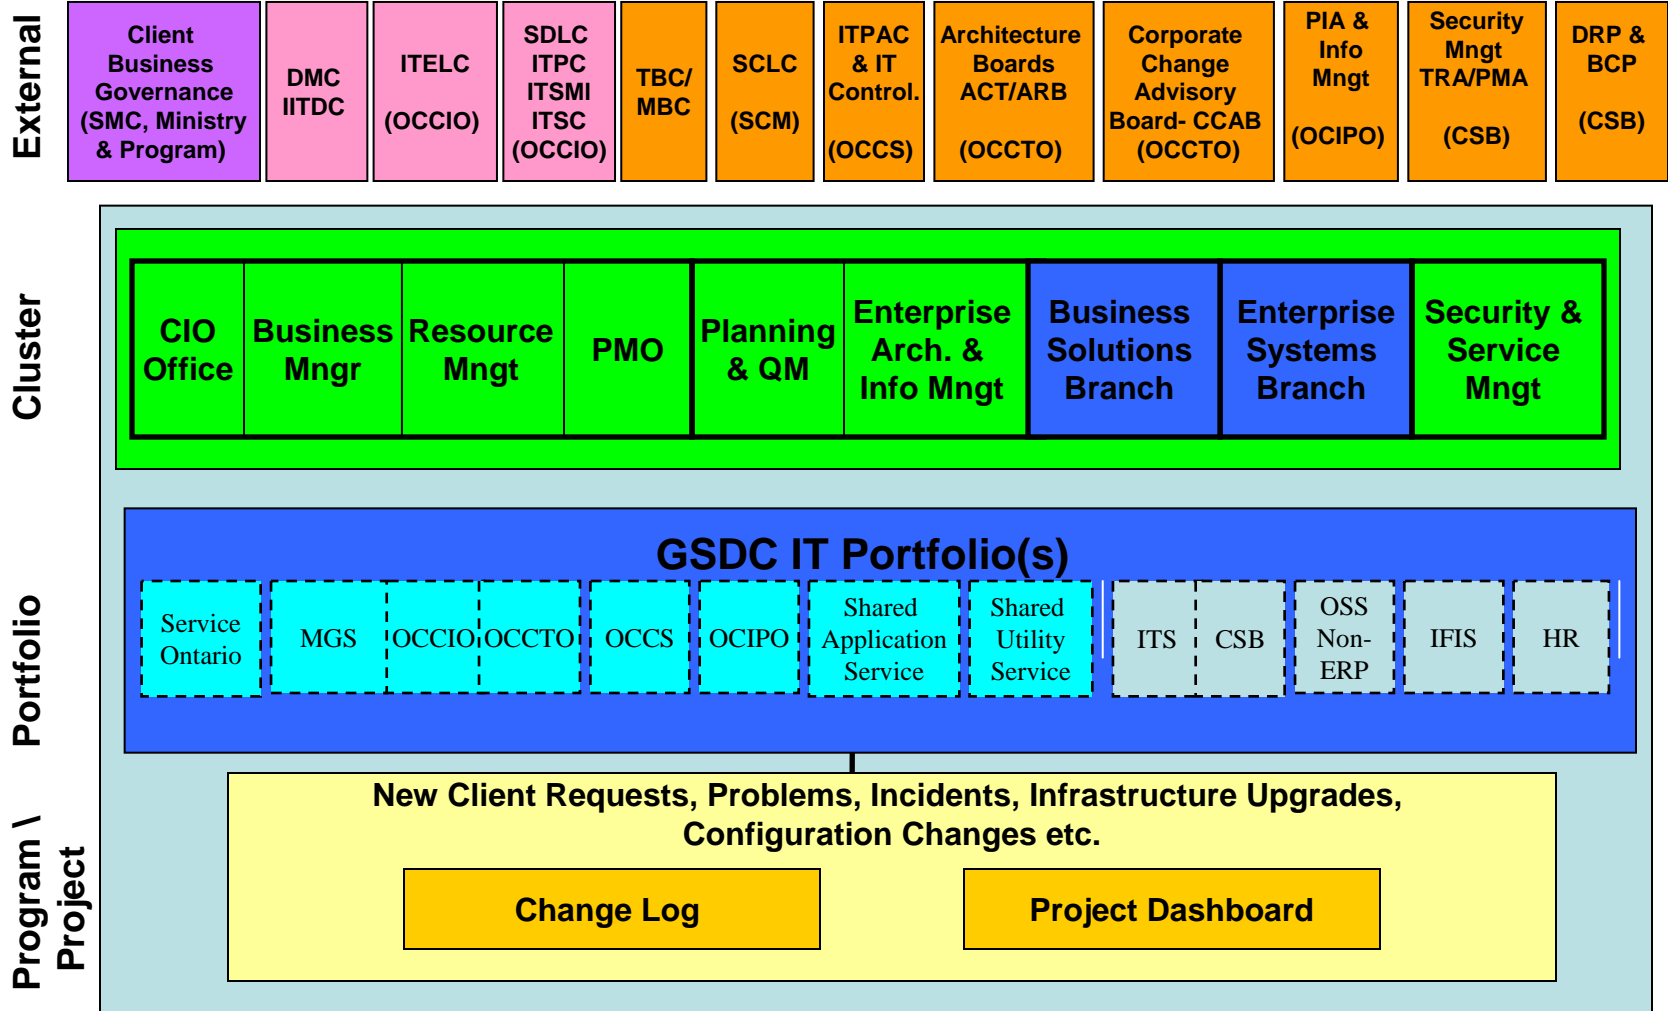 External
Client
Business
Governance
(SMC, Ministry
& Program)
DMC
IITDC
ITELC
(OCCIO)
SDLC
ITPC
ITSMI
ITSC
(OCCIO)
TBC/
MBC
SCLC
(SCM)
ITPAC
& IT
Control.
(OCCS)
Architecture
Boards
ACT/ARB
(OCCTO)
Corporate
Change
Advisory
Board- CCAB
(OCCTO)
PIA &
Info
Mngt
(OCIPO)
Security
Mngt
TRA/PMA
(CSB)
DRP &
BCP
(CSB)
Cluster
CIO
Office
Business
Mngr
Resource
Mngt
PMO
Planning
& QM
Enterprise
Arch. &
Info Mngt
Business
Solutions
Branch
Enterprise
Systems
Branch
Security &
Service
Mngt
Portfolio
GSDC IT Portfolio(s)
Service
Ontario
MGS
OCCIO
OCCTO
OCCS
OCIPO
Shared
Application
Service
Shared
Utility
Service
ITS
CSB
OSS
Non-
ERP
IFIS
HR
Program \
Project
New Client Requests, Problems, Incidents, Infrastructure Upgrades,
Configuration Changes etc.
Change Log
Project Dashboard